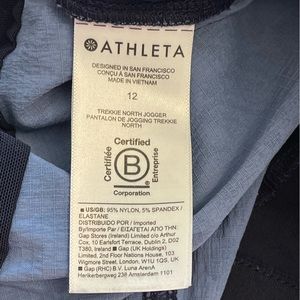 ATHLETA
DESIGNED IN SAN FRANCISCO
CONÇU À SAN FRANCISCO
MADE IN VIETNAM
12
TREKKIE NORTH JOGGER
PANTALON DE JOGGING TREKKIE
NORTH
Certified
Certifiée
B
Entreprise
Corporation
US/GB: 95% NYLON, 5% SPANDEX /
ELASTANE
DISTRIBUIDO POR / Imported
By/Importé Par / ΕΙΣΑΓΕΤΑΙ ΑΠΟ ΤΗΝ
Gap Stores (Ireland) Limited c/o Arthur
Cox, 10 Earlsfort Terrace, Dublin 2, D02
T380, Ireland Gap (UK Holdings)
Limited, 2nd Floor Nations House, 103
Wigmore Street, London, W1U 1QS, UK
Gap (RHC) B.V. Luna ArenA
Herikerbergweg 238 Amsterdam 1101